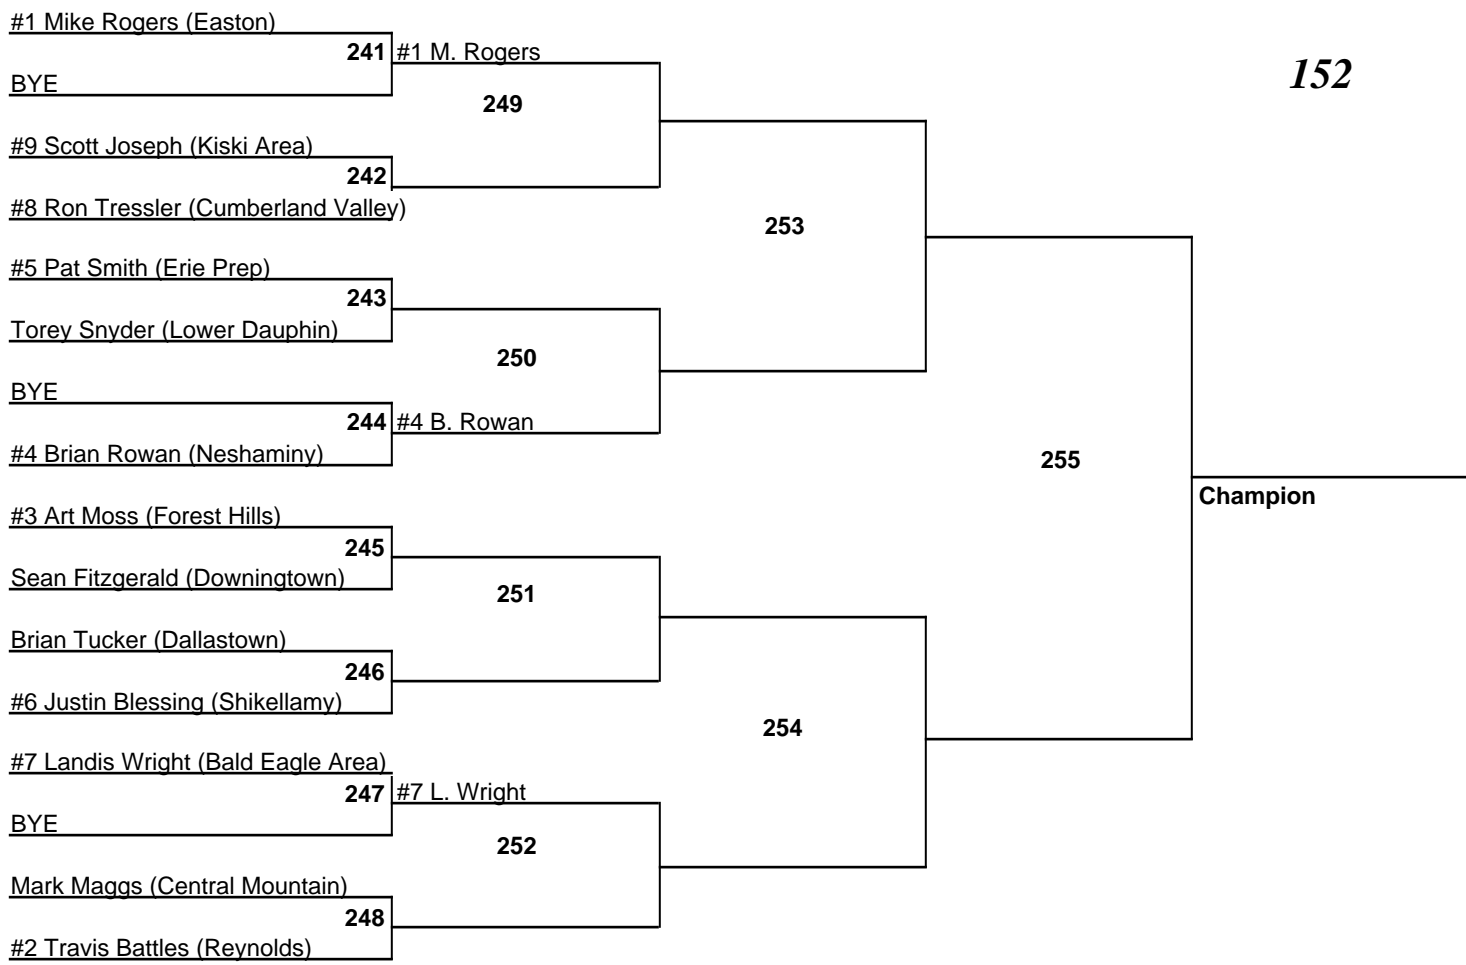 #1 Mike Rogers (Easton)
241 #1 M. Rogers
152
BYE
249
#9 Scott Joseph (Kiski Area)
242
#8 Ron Tressler (Cumberland Valley)
253
#5 Pat Smith (Erie Prep)
243
Torey Snyder (Lower Dauphin)
250
BYE
244 #4 B. Rowan
#4 Brian Rowan (Neshaminy)
255
Champion
#3 Art Moss (Forest Hills)
245
Sean Fitzgerald (Downingtown)
251
Brian Tucker (Dallastown)
246
#6 Justin Blessing (Shikellamy)
254
#7 Landis Wright (Bald Eagle Area)
247 #7 L. Wright
BYE
252
Mark Maggs (Central Mountain)
248
#2 Travis Battles (Reynolds)